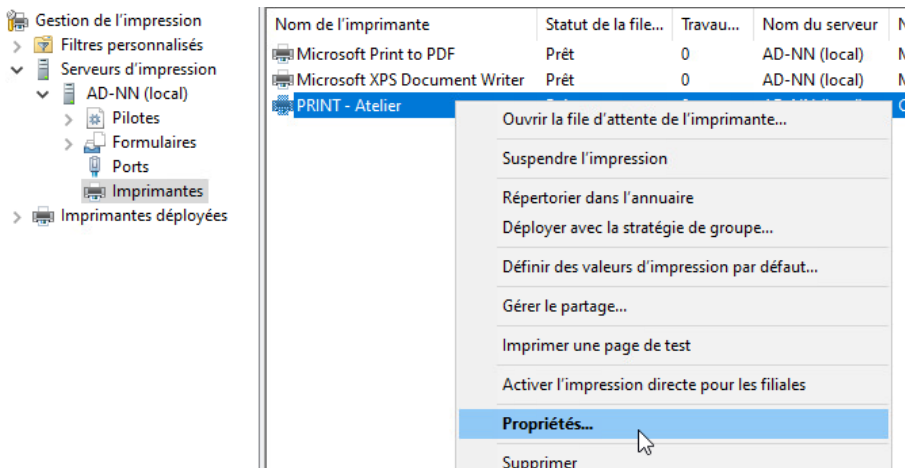 Gestion de l'impression
Filtres personnalisés
Serveurs d'impression
AD-NN (local)
Pilotes
Formulaires
Ports
Imprimantes
Imprimantes déployées
Nom de l'imprimante Statut de la file... Travau... Nom du serveur
Microsoft Print to PDF Prêt 0 AD-NN (local)
Microsoft XPS Document Writer Prêt 0 AD-NN (local)
PRINT - Atelier
Ouvrir la file d'attente de l'imprimante...
Suspendre l'impression
Répertorier dans l'annuaire
Déployer avec la stratégie de groupe...
Définir des valeurs d'impression par défaut...
Gérer le partage...
Imprimer une page de test
Activer l'impression directe pour les filiales
Propriétés...
Supprimer